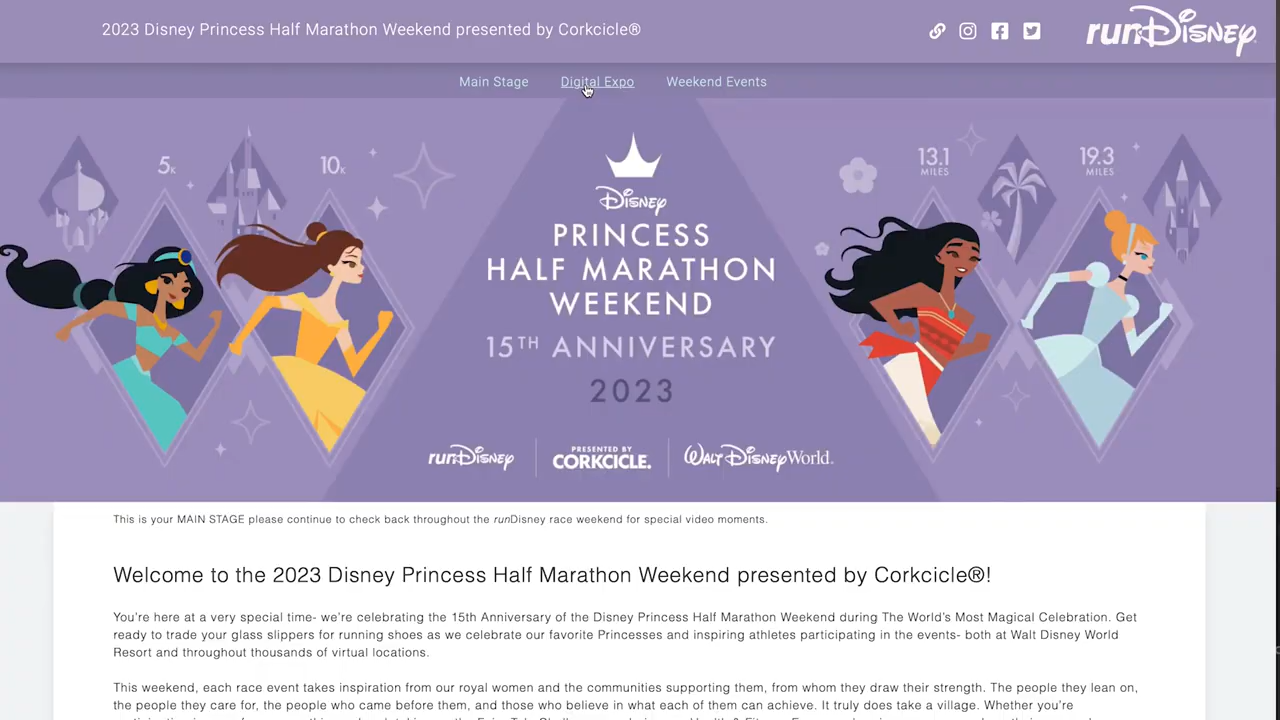 2023 Disney Princess Half Marathon Weekend presented by Corkcicle®
runDisney
Main Stage
Digital Expo
Weekend Events
5K
10K
13.1
MILES
19.3
MILES
Disney
PRINCESS
HALF MARATHON
WEEKEND
15TH ANNIVERSARY
2023
runDisney
PRESENTED BY
CORKCICLE.
Walt Disney World.
This is your MAIN STAGE please continue to check back throughout the runDisney race weekend for special video moments.
Welcome to the 2023 Disney Princess Half Marathon Weekend presented by Corkcicle®!
You're here at a very special time- we're celebrating the 15th Anniversary of the Disney Princess Half Marathon Weekend during The World's Most Magical Celebration. Get
ready to trade your glass slippers for running shoes as we celebrate our favorite Princesses and inspiring athletes participating in the events- both at Walt Disney World
Resort and throughout thousands of virtual locations.
This weekend, each race event takes inspiration from our royal women and the communities supporting them, from whom they draw their strength. The people they lean on,
the people they care for, the people who came before them, and those who believe in what each of them can achieve. It truly does take a village. Whether you're